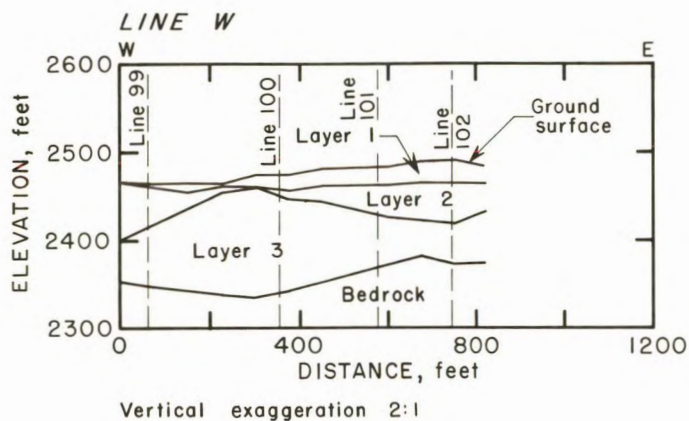 LINE W
W E
2600
2500
2400
2300
ELEVATION, feet
Line 99
Line 100
Line
101
Line
102
Ground
surface
Layer 1
Layer 2
Layer 3
Bedrock
0 400 800 1200
DISTANCE, feet
Vertical exaggeration 2:1